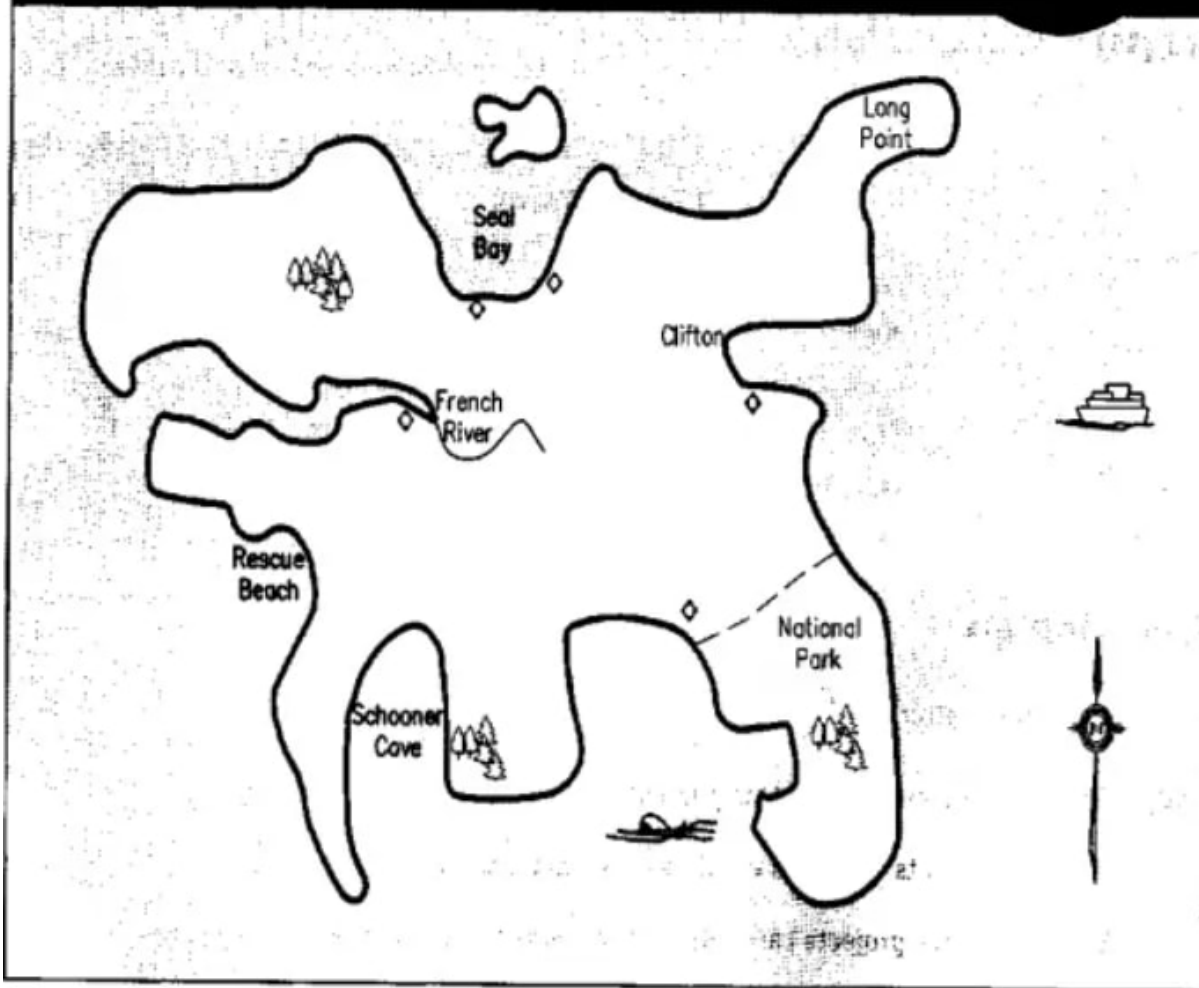 Long
Point
Seal
Bay
Clifton
French
River
Rescue
Beach
National
Park
Schooner
Cove
N